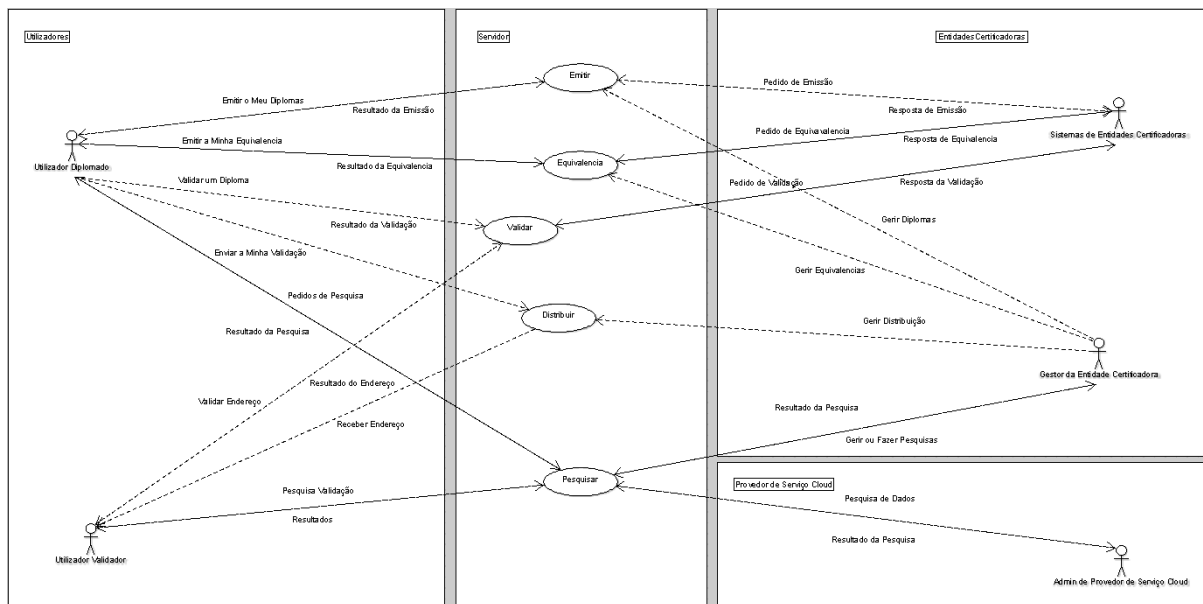 Utilizadores
Servidor
EntidadesCertificadoras
Emitir
Pedido de Emissão
Emitir o Meu Diplomas
Resultado da Emissão
Resposta de Emissão
Pedido de Equivavalencia
Sistemas de Entidades Certificadoras
Emitir a Minha Equivalencia
Resposta de Equivalencia
Utilizador Diplomado
Resultado da Equivalencia
Equivalencia
Validar um Diploma
Pedido de Validação
Resposta da Validação
Resultado da Validação
Validar
Gerir Diplomas
Enviar a Minha Validação
Gerir Equivalencias
Pedidos de Pesquisa
Distribuir
Gerir Distribuição
Resultado da Pesquisa
Gestor da Entidade Certificadora
Resultado do Endereço
Validar Endereço
Resultado da Pesquisa
Receber Endereço
Gerir ou Fazer Pesquisas
Pesquisar
Provedor de Serviço Cloud
Pesquisa Validação
Pesquisa de Dados
Resultados
Resultado da Pesquisa
Utilizador Validador
Admin de Provedor de Serviço Cloud